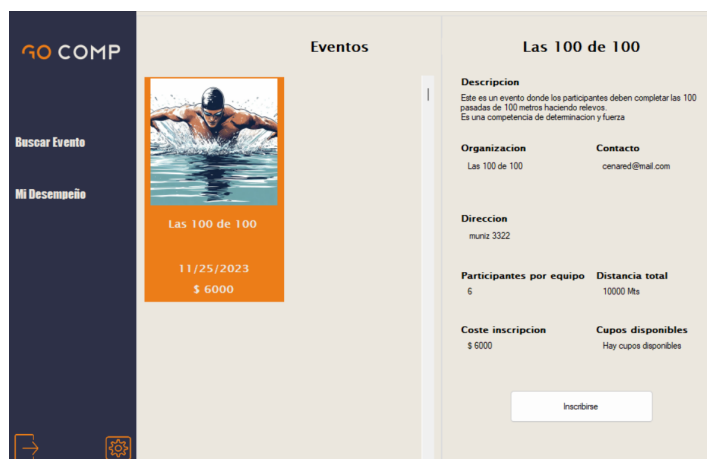 GO COMP
Buscar Evento
Mi Desempeño
Eventos
Las 100 de 100
11/25/2023
$ 6000
Las 100 de 100
Descripcion
Este es un evento donde los participantes deben completar las 100
pasadas de 100 metros haciendo relevos.
Es una competencia de determinacion y fuerza
Organizacion
Las 100 de 100
Contacto
cenared@mail.com
Direccion
muniz 3322
Participantes por equipo
6
Distancia total
10000 Mts
Coste inscripcion
$ 6000
Cupos disponibles
Hay cupos disponibles
Inscribirse